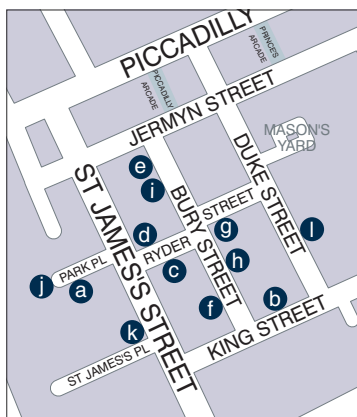 PICCADILLY
PRINCE'S
ARCADE
PICCADILLY
ARCADE
JERMYN STREET
MASON'S
YARD
ST JAMES'S STREET
BURY STREET
DUKE STREET
RYDER STREET
PARK PL
ST JAMES'S PL
KING STREET
e
i
d
g
l
j
a
c
h
k
f
b